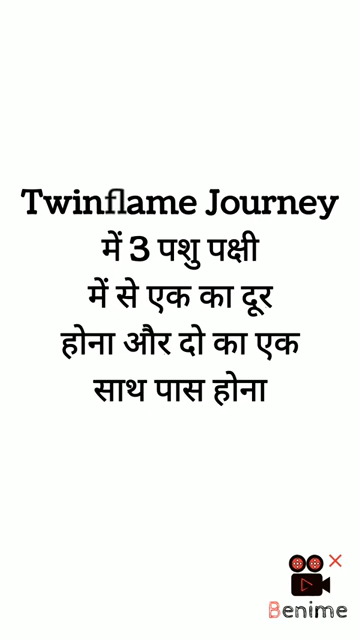 Twinflame Journey
में 3 पशु पक्षी
में से एक का दूर
होना और दो का एक
साथ पास होना
Benime